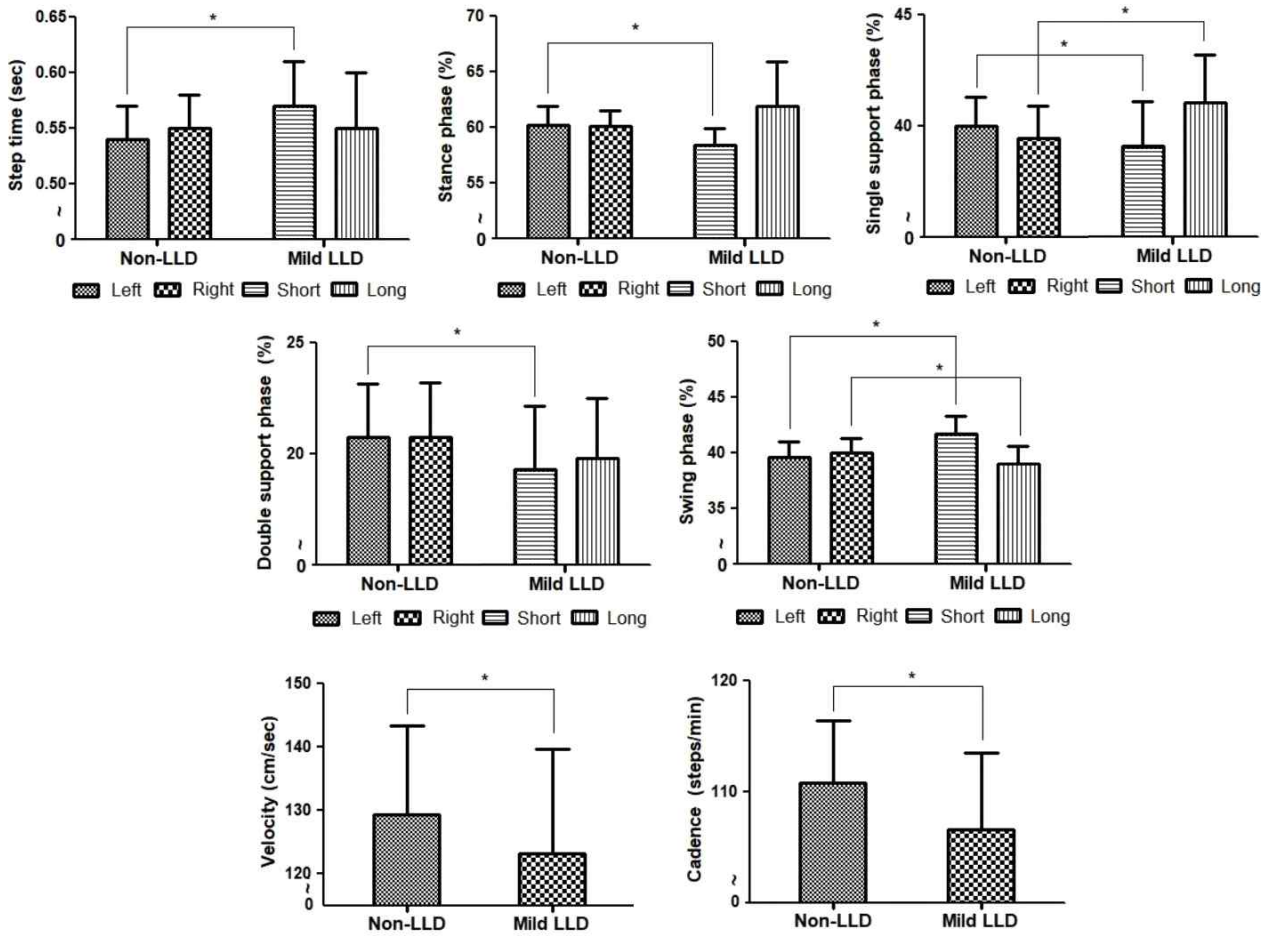 Step time (sec)
0.65
0.60
0.55
0.50
~
0
*
Non-LLD Mild LLD
Left Right Short Long
Stance phase (%)
70
65
60
55
~
0
*
Non-LLD Mild LLD
Left Right Short Long
Single support phase (%)
45
40
~
0
*
*
Non-LLD Mild LLD
Left Right Short Long
Double support phase (%)
25
20
~
0
*
Non-LLD Mild LLD
Left Right Short Long
Swing phase (%)
50
45
40
35
~
0
*
*
Non-LLD Mild LLD
Left Right Short Long
Velocity (cm/sec)
150
140
130
120
~
0
*
Non-LLD Mild LLD
Cadence (steps/min)
120
110
~
0
*
Non-LLD Mild LLD